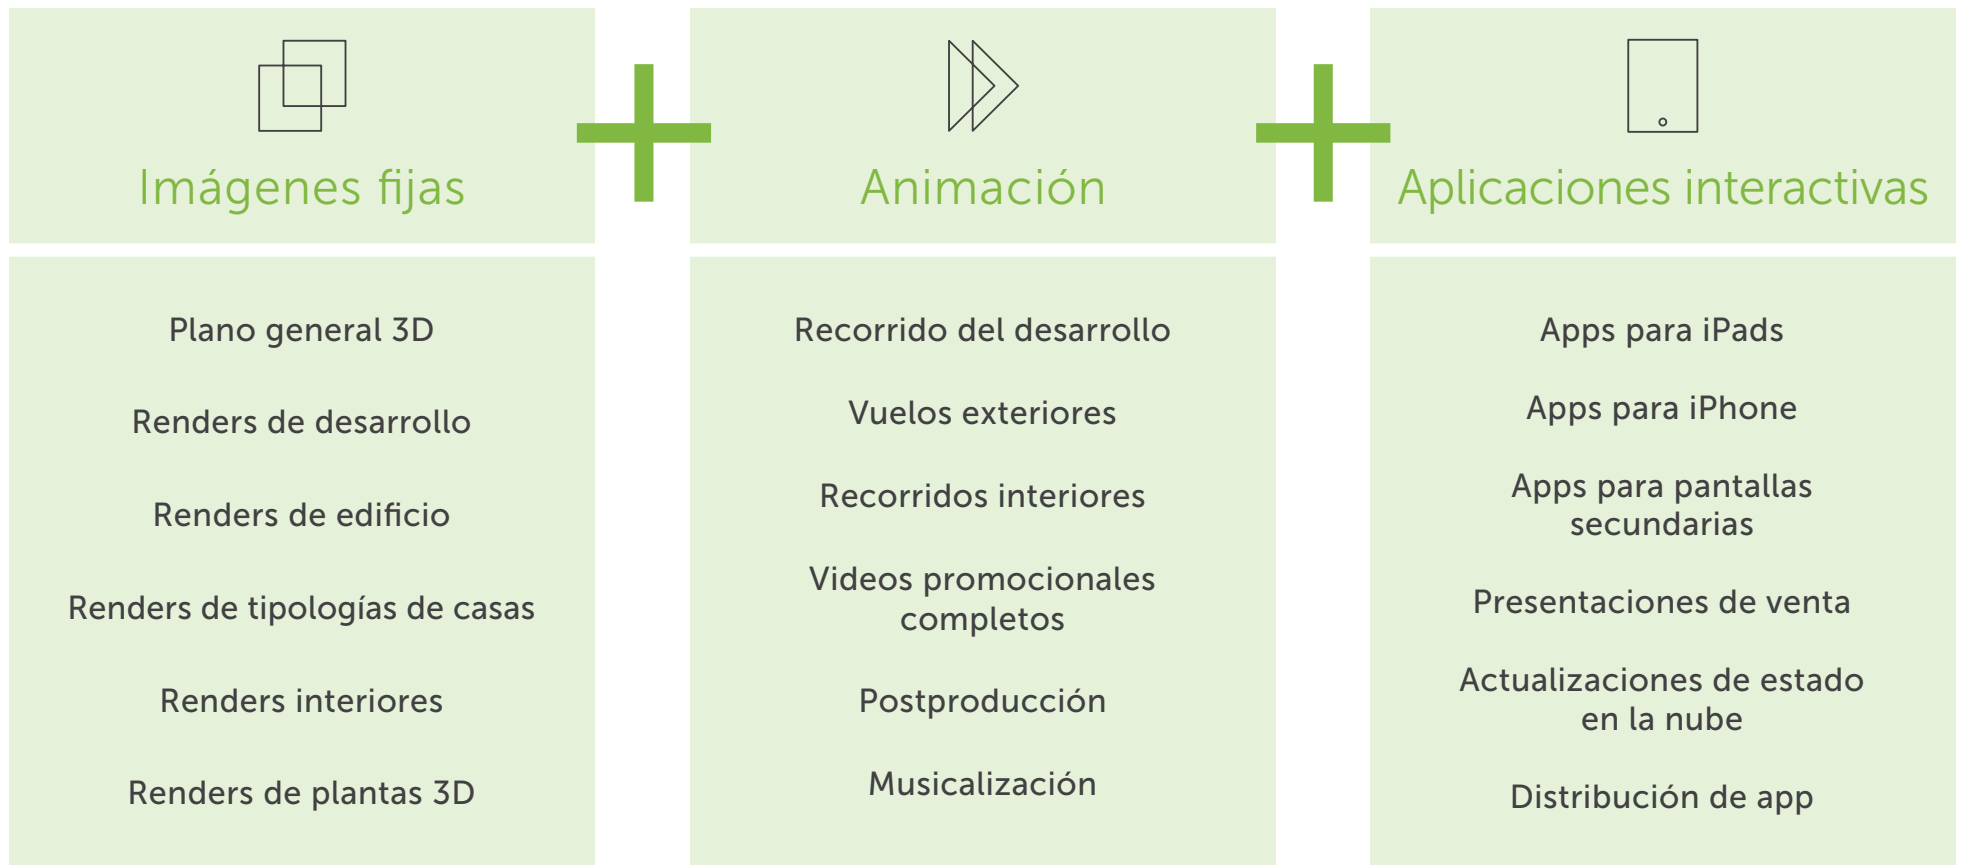 Imágenes fijas
Plano general 3D
Renders de desarrollo
Renders de edificio
Renders de tipologías de casas
Renders interiores
Renders de plantas 3D
Animación
Recorrido del desarrollo
Vuelos exteriores
Recorridos interiores
Videos promocionales
completos
Postproducción
Musicalización
Aplicaciones interactivas
Apps para iPads
Apps para iPhone
Apps para pantallas
secundarias
Presentaciones de venta
Actualizaciones de estado
en la nube
Distribución de app